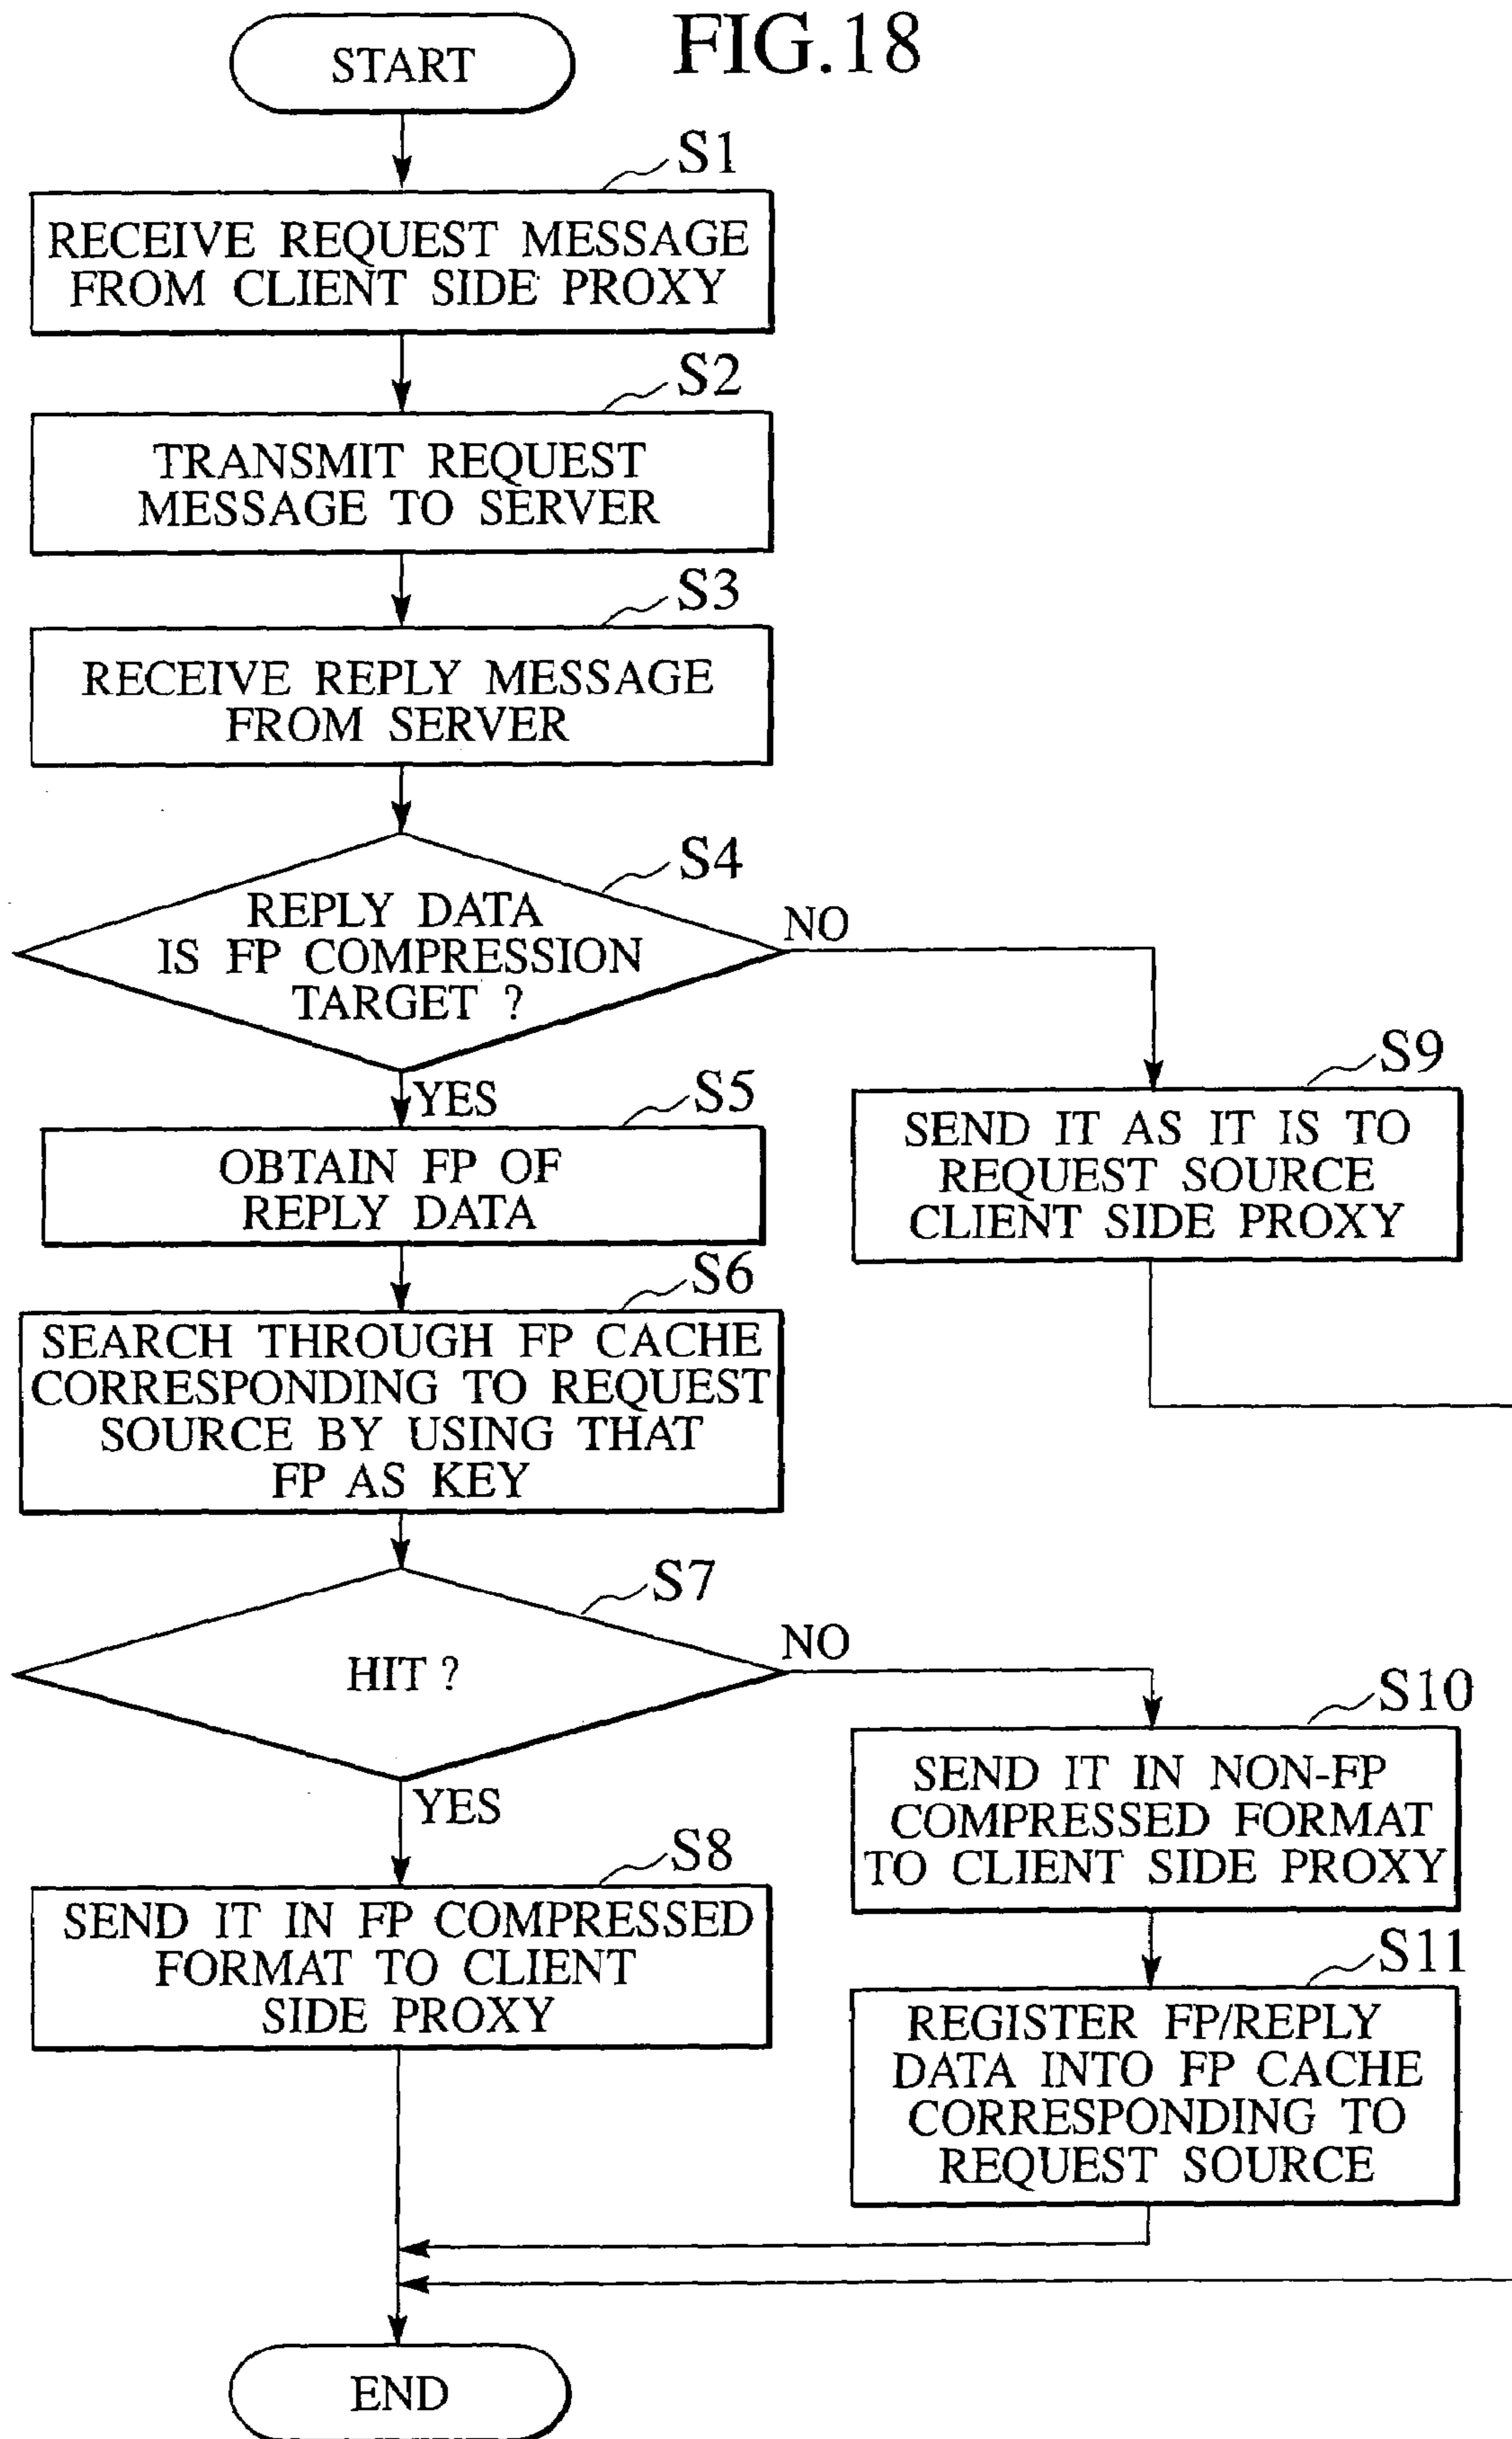 FIG.18
START
S1
RECEIVE REQUEST MESSAGE
FROM CLIENT SIDE PROXY
S2
TRANSMIT REQUEST
MESSAGE TO SERVER
S3
RECEIVE REPLY MESSAGE
FROM SERVER
S4
REPLY DATA
IS FP COMPRESSION
TARGET ?
NO
YES
S5
OBTAIN FP OF
REPLY DATA
S9
SEND IT AS IT IS TO
REQUEST SOURCE
CLIENT SIDE PROXY
S6
SEARCH THROUGH FP CACHE
CORRESPONDING TO REQUEST
SOURCE BY USING THAT
FP AS KEY
S7
HIT ?
NO
YES
S8
SEND IT IN FP COMPRESSED
FORMAT TO CLIENT
SIDE PROXY
S10
SEND IT IN NON-FP
COMPRESSED FORMAT
TO CLIENT SIDE PROXY
S11
REGISTER FP/REPLY
DATA INTO FP CACHE
CORRESPONDING TO
REQUEST SOURCE
END